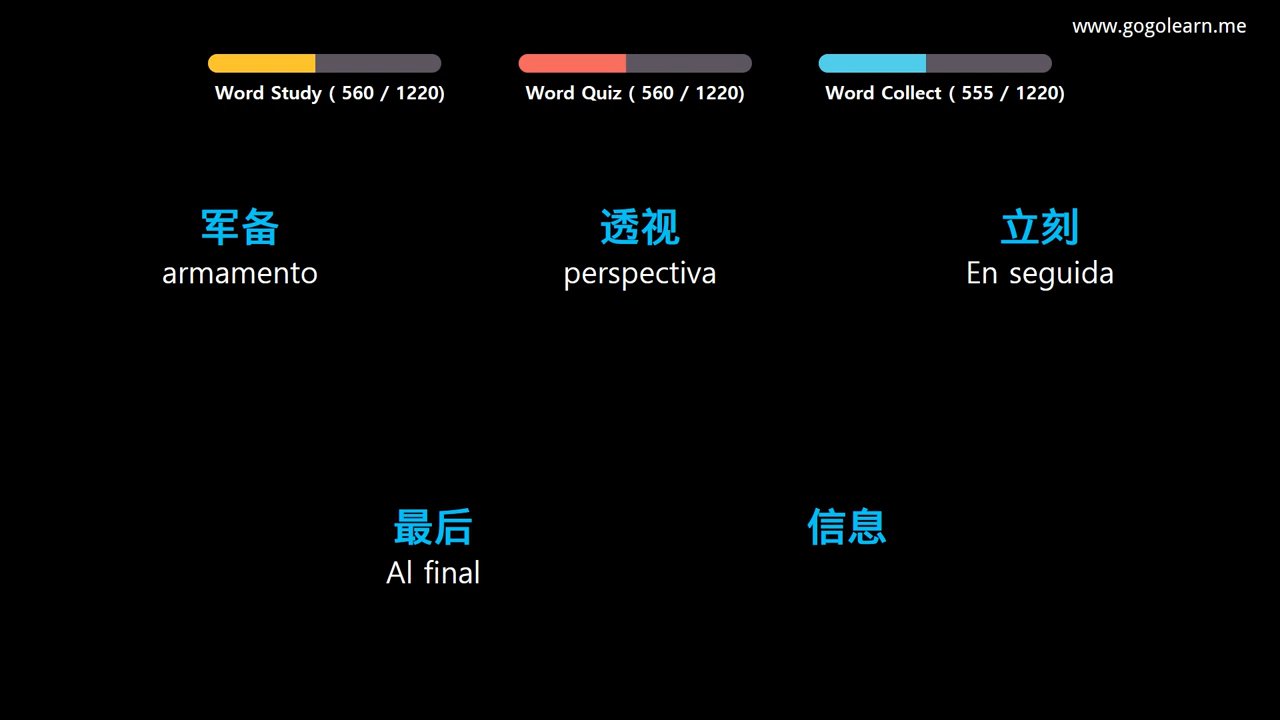 www.gogolearn.me
Word Study ( 560 / 1220)
Word Quiz ( 560 / 1220)
Word Collect ( 555 / 1220)
军备
armamento
透视
perspectiva
立刻
En seguida
最后
Al final
信息